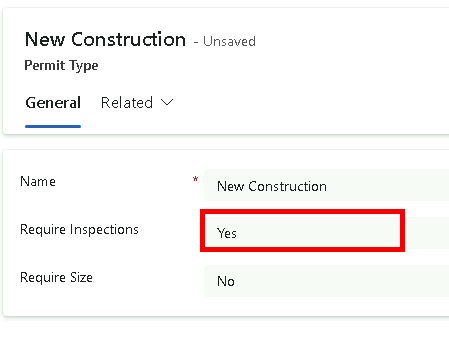 New Construction - Unsaved
Permit Type
General Related
Name * New Construction
Require Inspections Yes
Require Size No